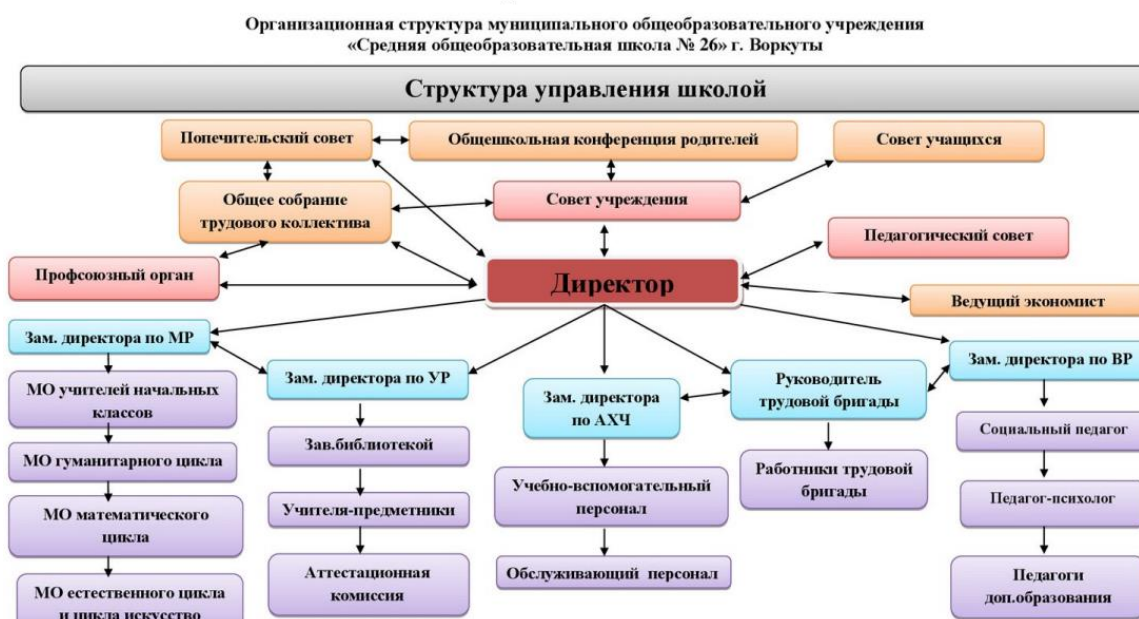 Организационная структура муниципального общеобразовательного учреждения
«Средняя общеобразовательная школа № 26» г. Воркуты
Структура управления школой
Попечительский совет
Общешкольная конференция родителей
Совет учащихся
Общее собрание
трудового коллектива
Совет учреждения
Педагогический совет
Профсоюзный орган
Директор
Ведущий экономист
Зам. директора по МР
Зам. директора по УР
Зам. директора
по АХЧ
Руководитель
трудовой бригады
Зам. директора по ВР
МО учителей начальных
классов
Зав.библиотекой
Социальный педагог
МО гуманитарного цикла
Учебно-вспомогательный
персонал
Работники трудовой
бригады
Педагог-психолог
МО математического
цикла
Учителя-предметники
Обслуживающий персонал
Педагоги
доп.образования
МО естественного цикла
и цикла искусство
Аттестационная
комиссия